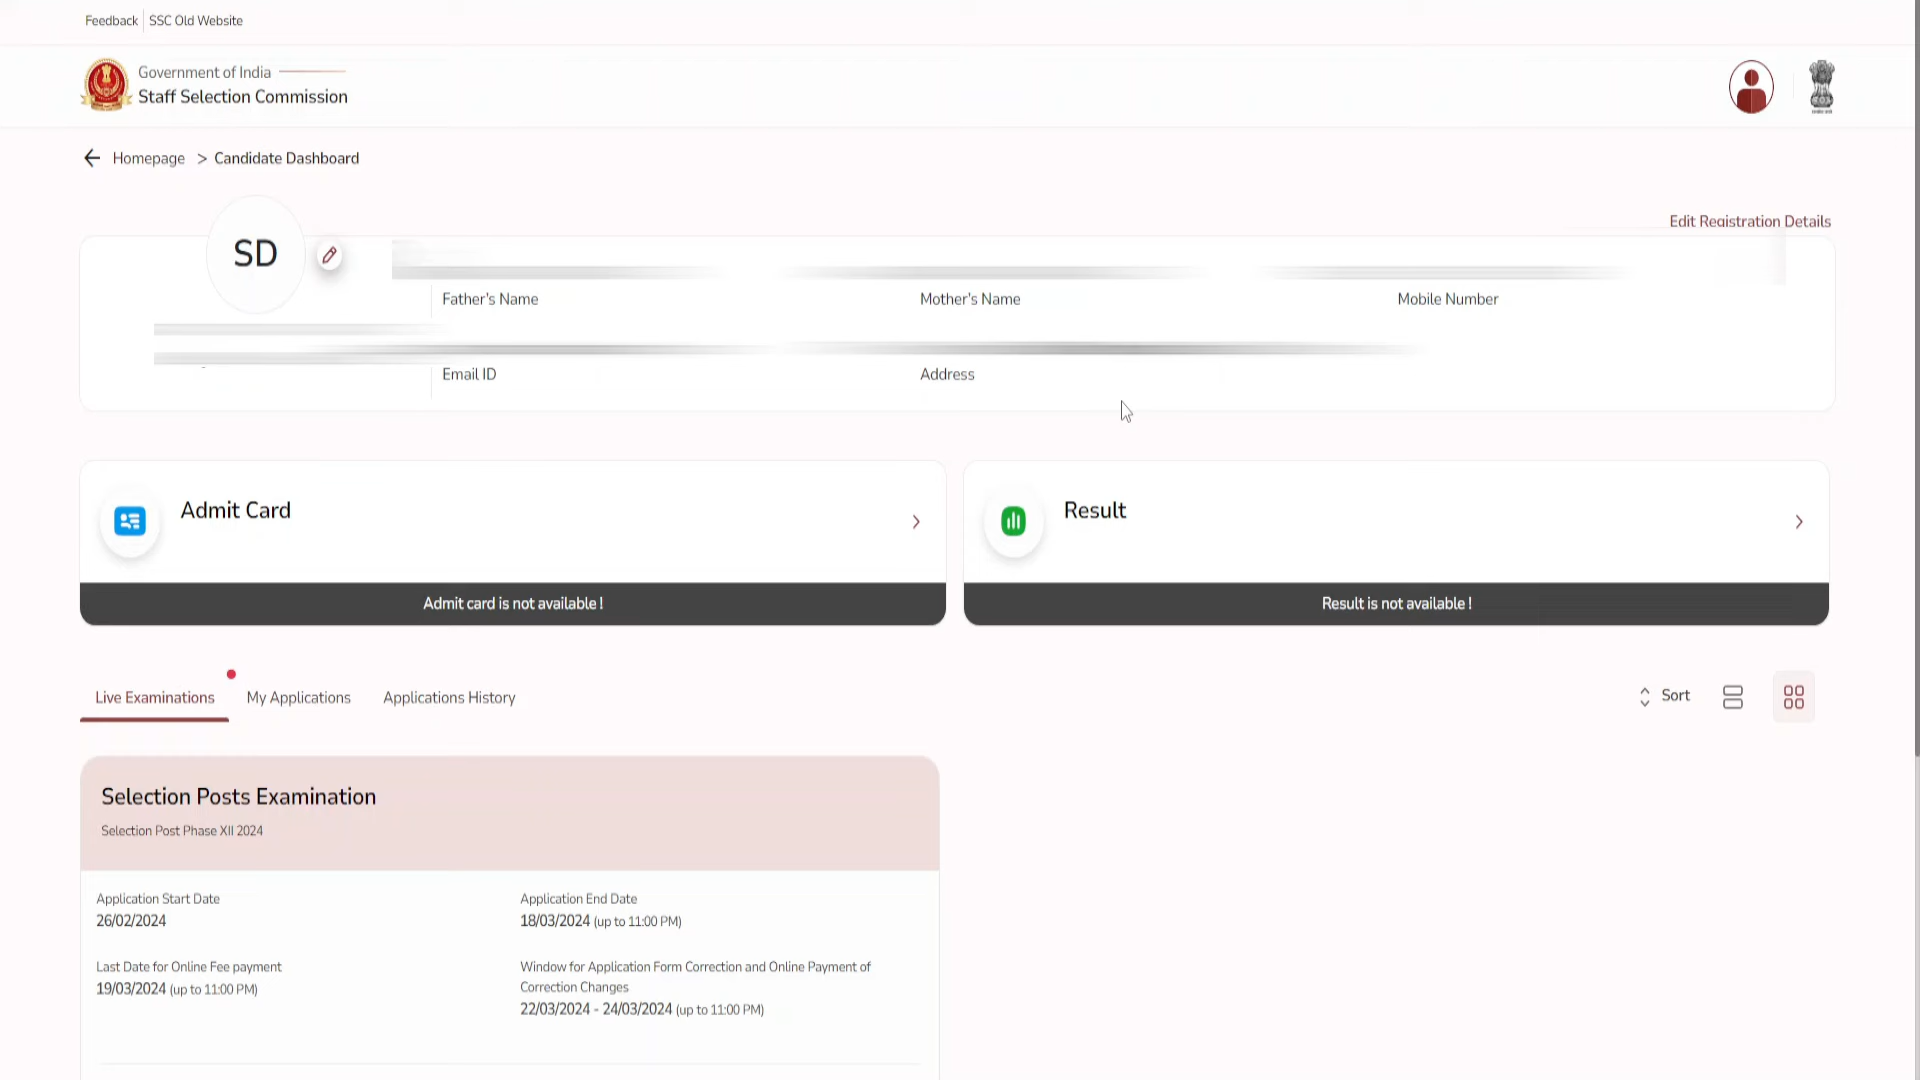 Feedback
SSC Old Website
Government of India
Staff Selection Commission
Homepage > Candidate Dashboard
Edit Registration Details
SD
Father's Name
Mother's Name
Mobile Number
Email ID
Address
Admit Card
Result
Admit card is not available !
Result is not available !
Live Examinations
My Applications
Applications History
Sort
Selection Posts Examination
Selection Post Phase XII 2024
Application Start Date
26/02/2024
Application End Date
18/03/2024 (up to 11:00 PM)
Last Date for Online Fee payment
19/03/2024 (up to 11:00 PM)
Window for Application Form Correction and Online Payment of
Correction Changes
22/03/2024 - 24/03/2024 (up to 11:00 PM)